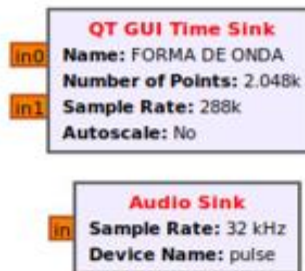 QT GUI Time Sink
in0 Name: FORMA DE ONDA
Number of Points: 2.048k
in1 Sample Rate: 288k
Autoscale: No
Audio Sink
in Sample Rate: 32 kHz
Device Name: pulse